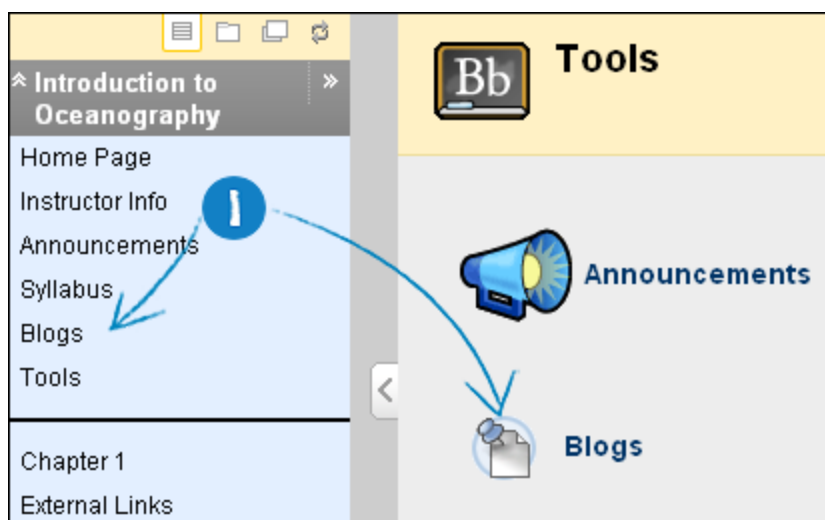 Introduction to
Oceanography
Home Page
Instructor Info
Announcements
Syllabus
Blogs
Tools
Chapter 1
External Links
1
Bb
Tools
Announcements
Blogs